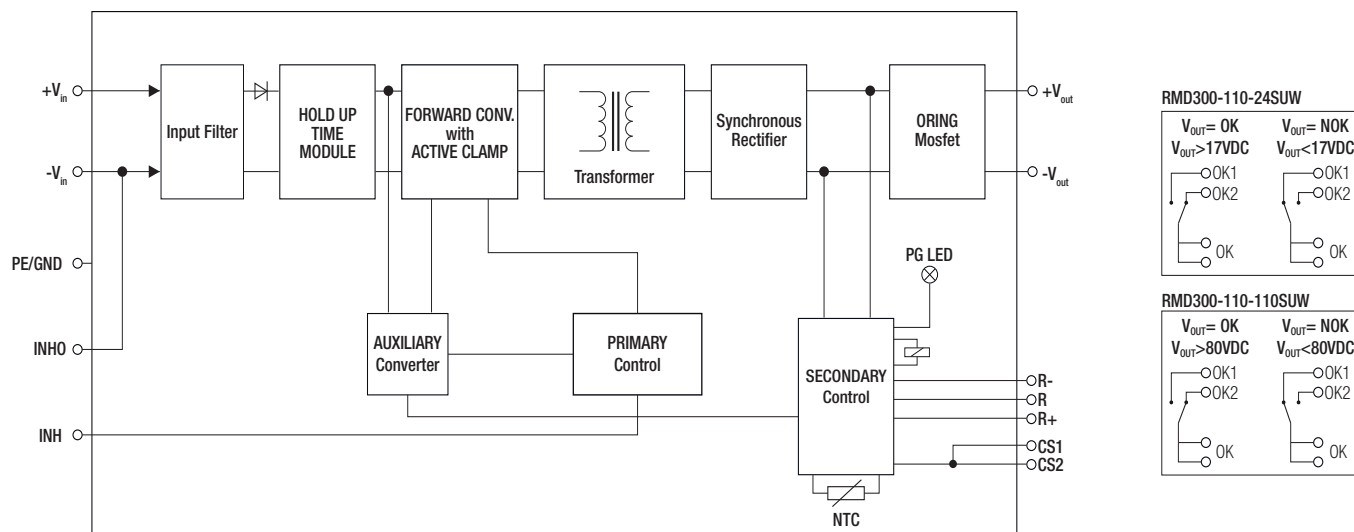 +Vin
-Vin
PE/GND
INH0
INH
Input Filter
HOLD UP
TIME
MODULE
FORWARD CONV.
with
ACTIVE CLAMP
Transformer
Synchronous
Rectifier
ORING
Mosfet
+Vout
-Vout
PG LED
AUXILIARY
Converter
PRIMARY
Control
SECONDARY
Control
R-
R
R+
CS1
CS2
NTC
RMD300-110-24SUW
VOUT= OK
VOUT>17VDC
OK1
OK2
OK
VOUT= NOK
VOUT<17VDC
OK1
OK2
OK
RMD300-110-110SUW
VOUT= OK
VOUT>80VDC
OK1
OK2
OK
VOUT= NOK
VOUT<80VDC
OK1
OK2
OK